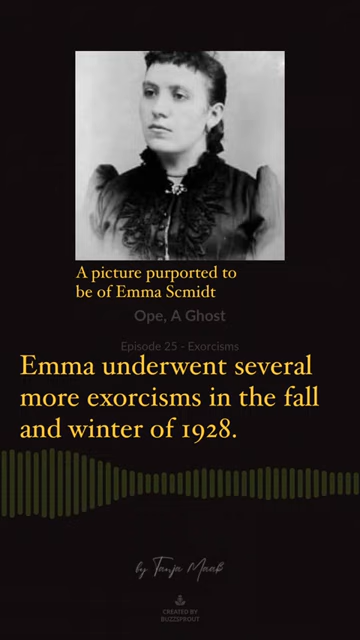 A picture purported to
be of Emma Scmidt
Ope, A Ghost
Episode 25 - Exorcisms
Emma underwent several
more exorcisms in the fall
and winter of 1928.
by Tanja Maaß
CREATED BY
BUZZSPROUT